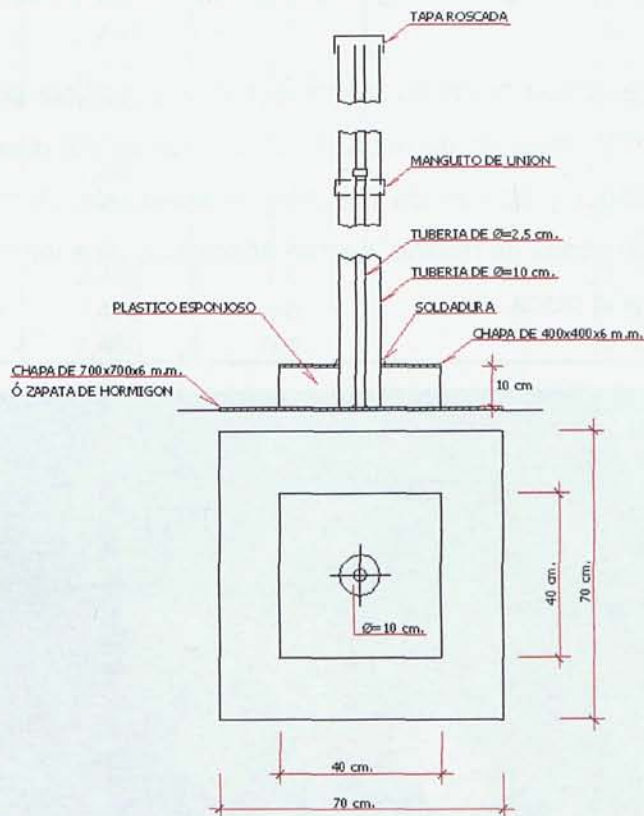 TAPA ROSCADA
MANGUITO DE UNION
TUBERIA DE Ø=2,5 cm.
TUBERIA DE Ø=10 cm.
PLASTICO ESPONJOSO
SOLDADURA
CHAPA DE 400x400x6 m.m.
CHAPA DE 700x700x6 m.m.
Ó ZAPATA DE HORMIGON
10 cm
40 cm.
70 cm.
Ø=10 cm.
40 cm.
70 cm.